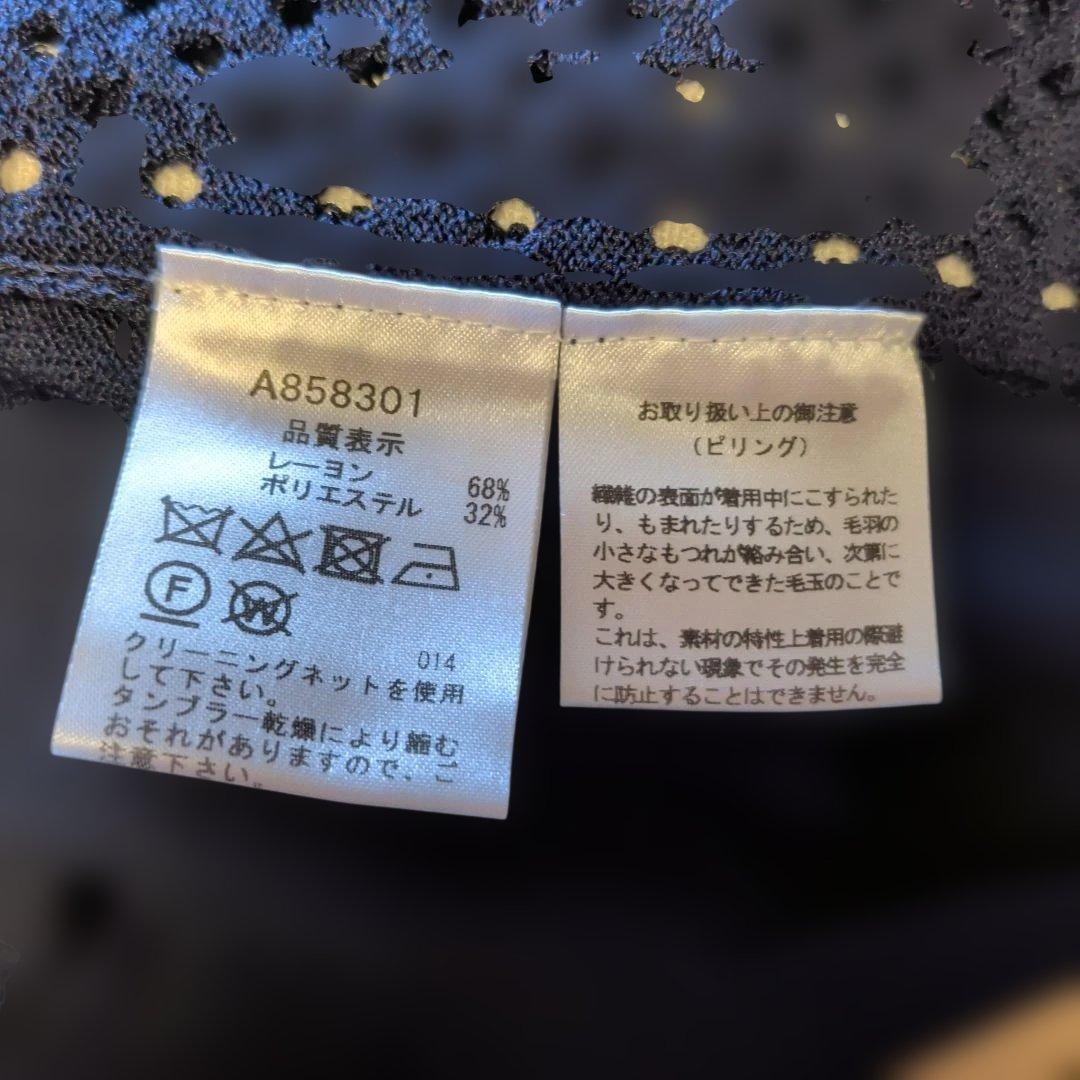 A858301
品質表示
レーヨン 68%
ポリエステル 32%
F
W
014
クリーニングネットを使用
して下さい。
タンブラー乾燥により縮む
おそれがありますので、ご
注意下さい。
お取り扱い上の御注意
(ピリング)
繊維の表面が着用中にこすられた
り、もまれたりするため、毛羽の
小さなもつれが絡み合い、次第に
大きくなってできた毛玉のことで
す。
これは、素材の特性上着用の際避
けられない現象でその発生を完全
に防止することはできません。